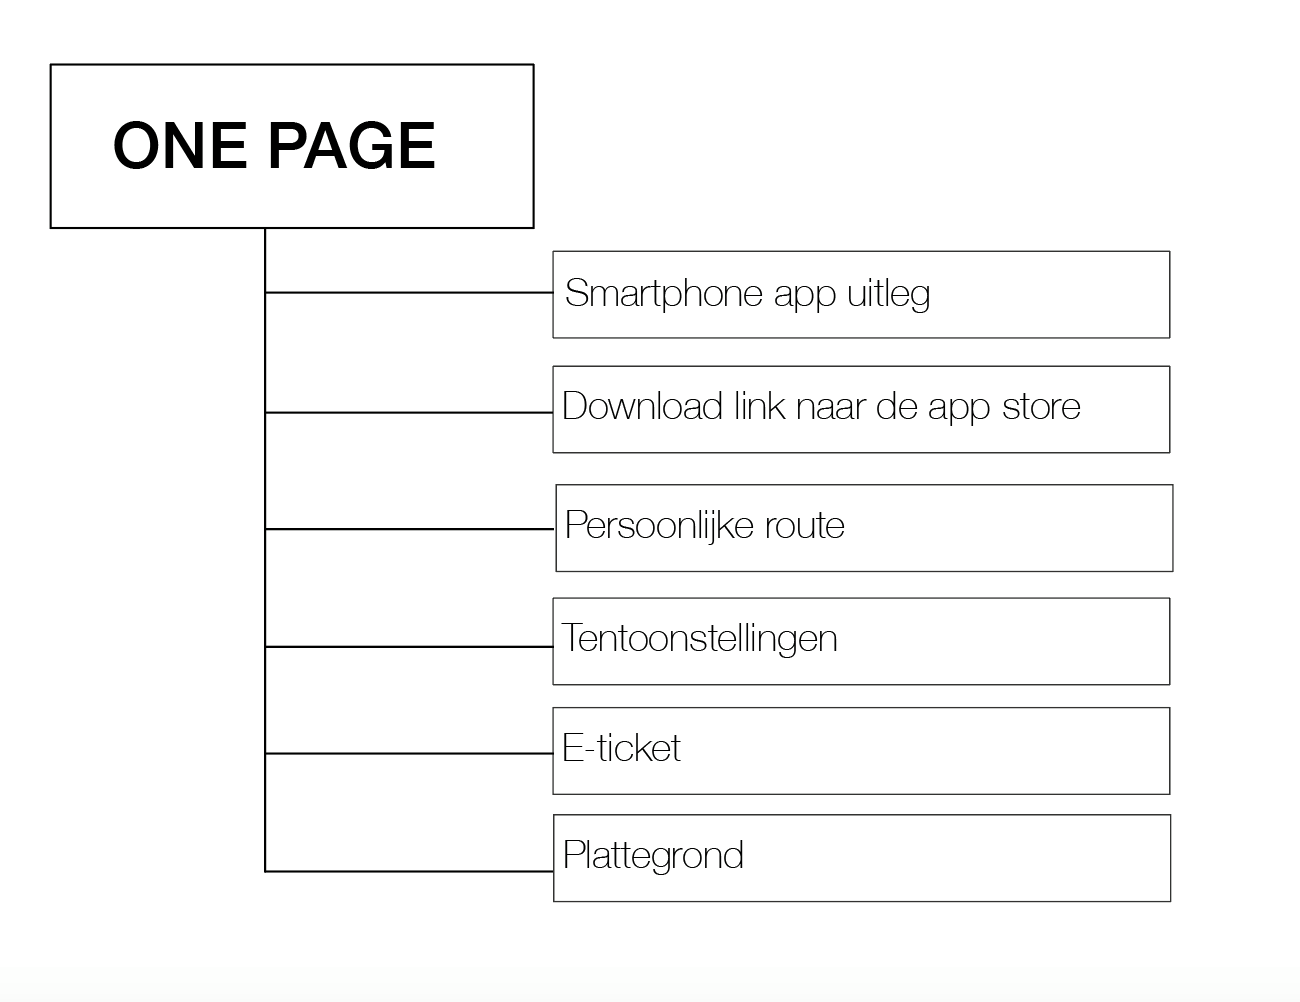 ONE PAGE
Smartphone app uitleg
Download link naar de app store
Persoonlijke route
Tentoonstellingen
E-ticket
Plattegrond